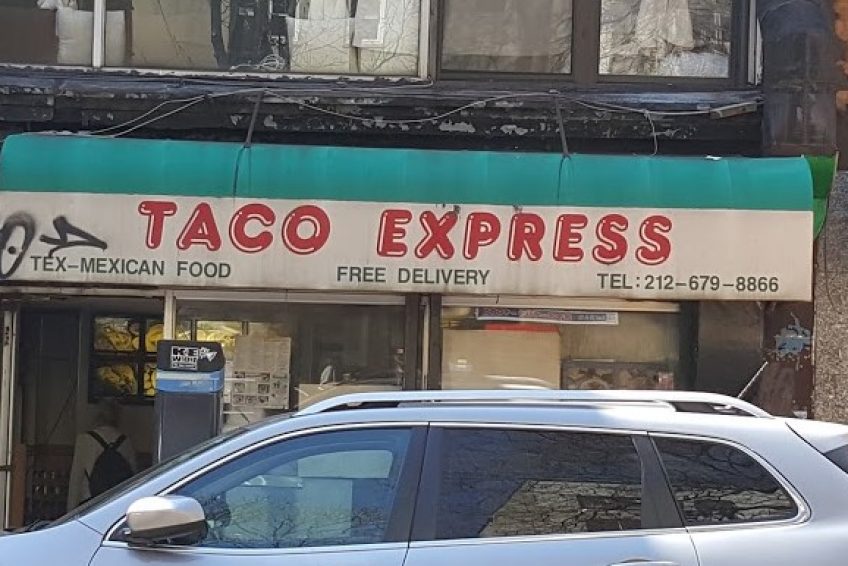 TACO EXPRESS
TEX-MEXICAN FOOD
FREE DELIVERY
TEL:212-679-8866